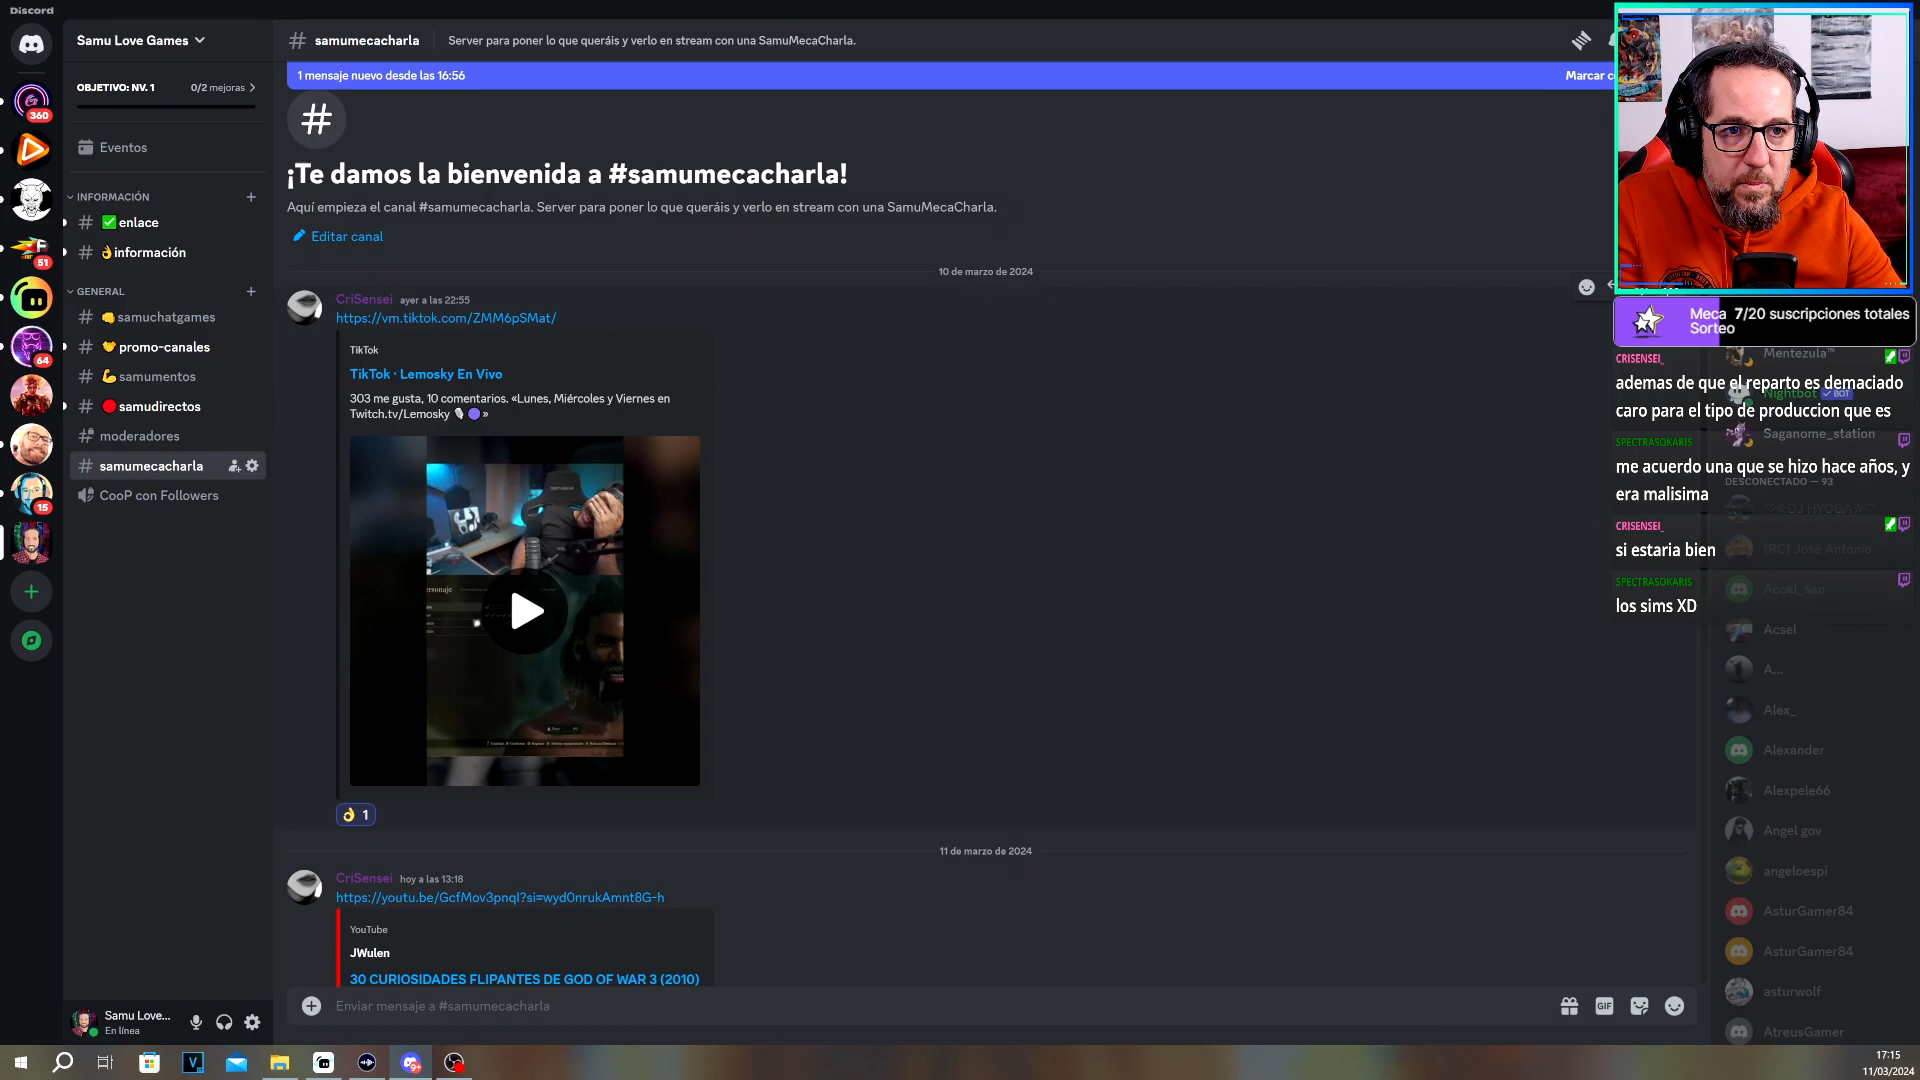 Discord
Samu Love Games
OBJETIVO: NV. 1
0/2 mejoras
Eventos
INFORMACIÓN
enlace
información
GENERAL
samuchatgames
promo-canales
samumentos
samudirectos
moderadores
samumecacharla
CooP con Followers
360
51
64
15
Samu Love...
En línea
samumecacharla
Server para poner lo que queráis y verlo en stream con una SamuMecaCharla.
1 mensaje nuevo desde las 16:56
Marcar c
¡Te damos la bienvenida a #samumecacharla!
Aquí empieza el canal #samumecacharla. Server para poner lo que queráis y verlo en stream con una SamuMecaCharla.
Editar canal
10 de marzo de 2024
CriSensei ayer a las 22:55
https://vm.tiktok.com/ZMM6pSMat/
TikTok
TikTok · Lemosky En Vivo
303 me gusta, 10 comentarios. «Lunes, Miércoles y Viernes en
Twitch.tv/Lemosky 🎙️🟣»
👌 1
11 de marzo de 2024
CriSensei hoy a las 13:18
YouTube
JWulen
30 CURIOSIDADES FLIPANTES DE GOD OF WAR 3 (2010)
Enviar mensaje a #samumecacharla
GIF
Meca 7/20 suscripciones totales
Sorteo
Mentezula™
CRISENSEI_
ademas de que el reparto es demaciado
Nightbot BOT
caro para el tipo de produccion que es
Saganome_station
SPECTRASOKARIS
me acuerdo una que se hizo hace años, y
DESCONECTADO — 93
era malisima
CRISENSEI_
si estaria bien
[RC] José Antonio
SPECTRASOKARIS
Accel_san
los sims XD
Acsel
A...
Alex_
Alexander
Alexpele66
Angel gov
angeloespi
AsturGamer84
AsturGamer84
asturwolf
AtreusGamer
9+
17:15
11/03/2024